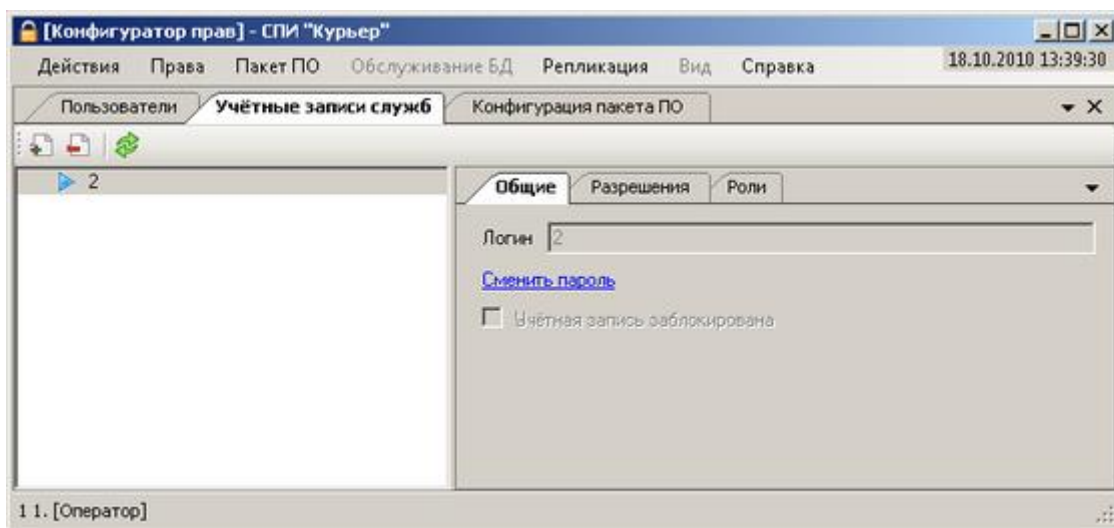 [Конфигуратор прав] - СПИ "Курьер"
Действия Права Пакет ПО Обслуживание БД Репликация Вид Справка 18.10.2010 13:39:30
Пользователи Учётные записи служб Конфигурация пакета ПО
2
Общие Разрешения Роли
Логин 2
Сменить пароль
Учётная запись заблокирована
1 1. [Оператор]